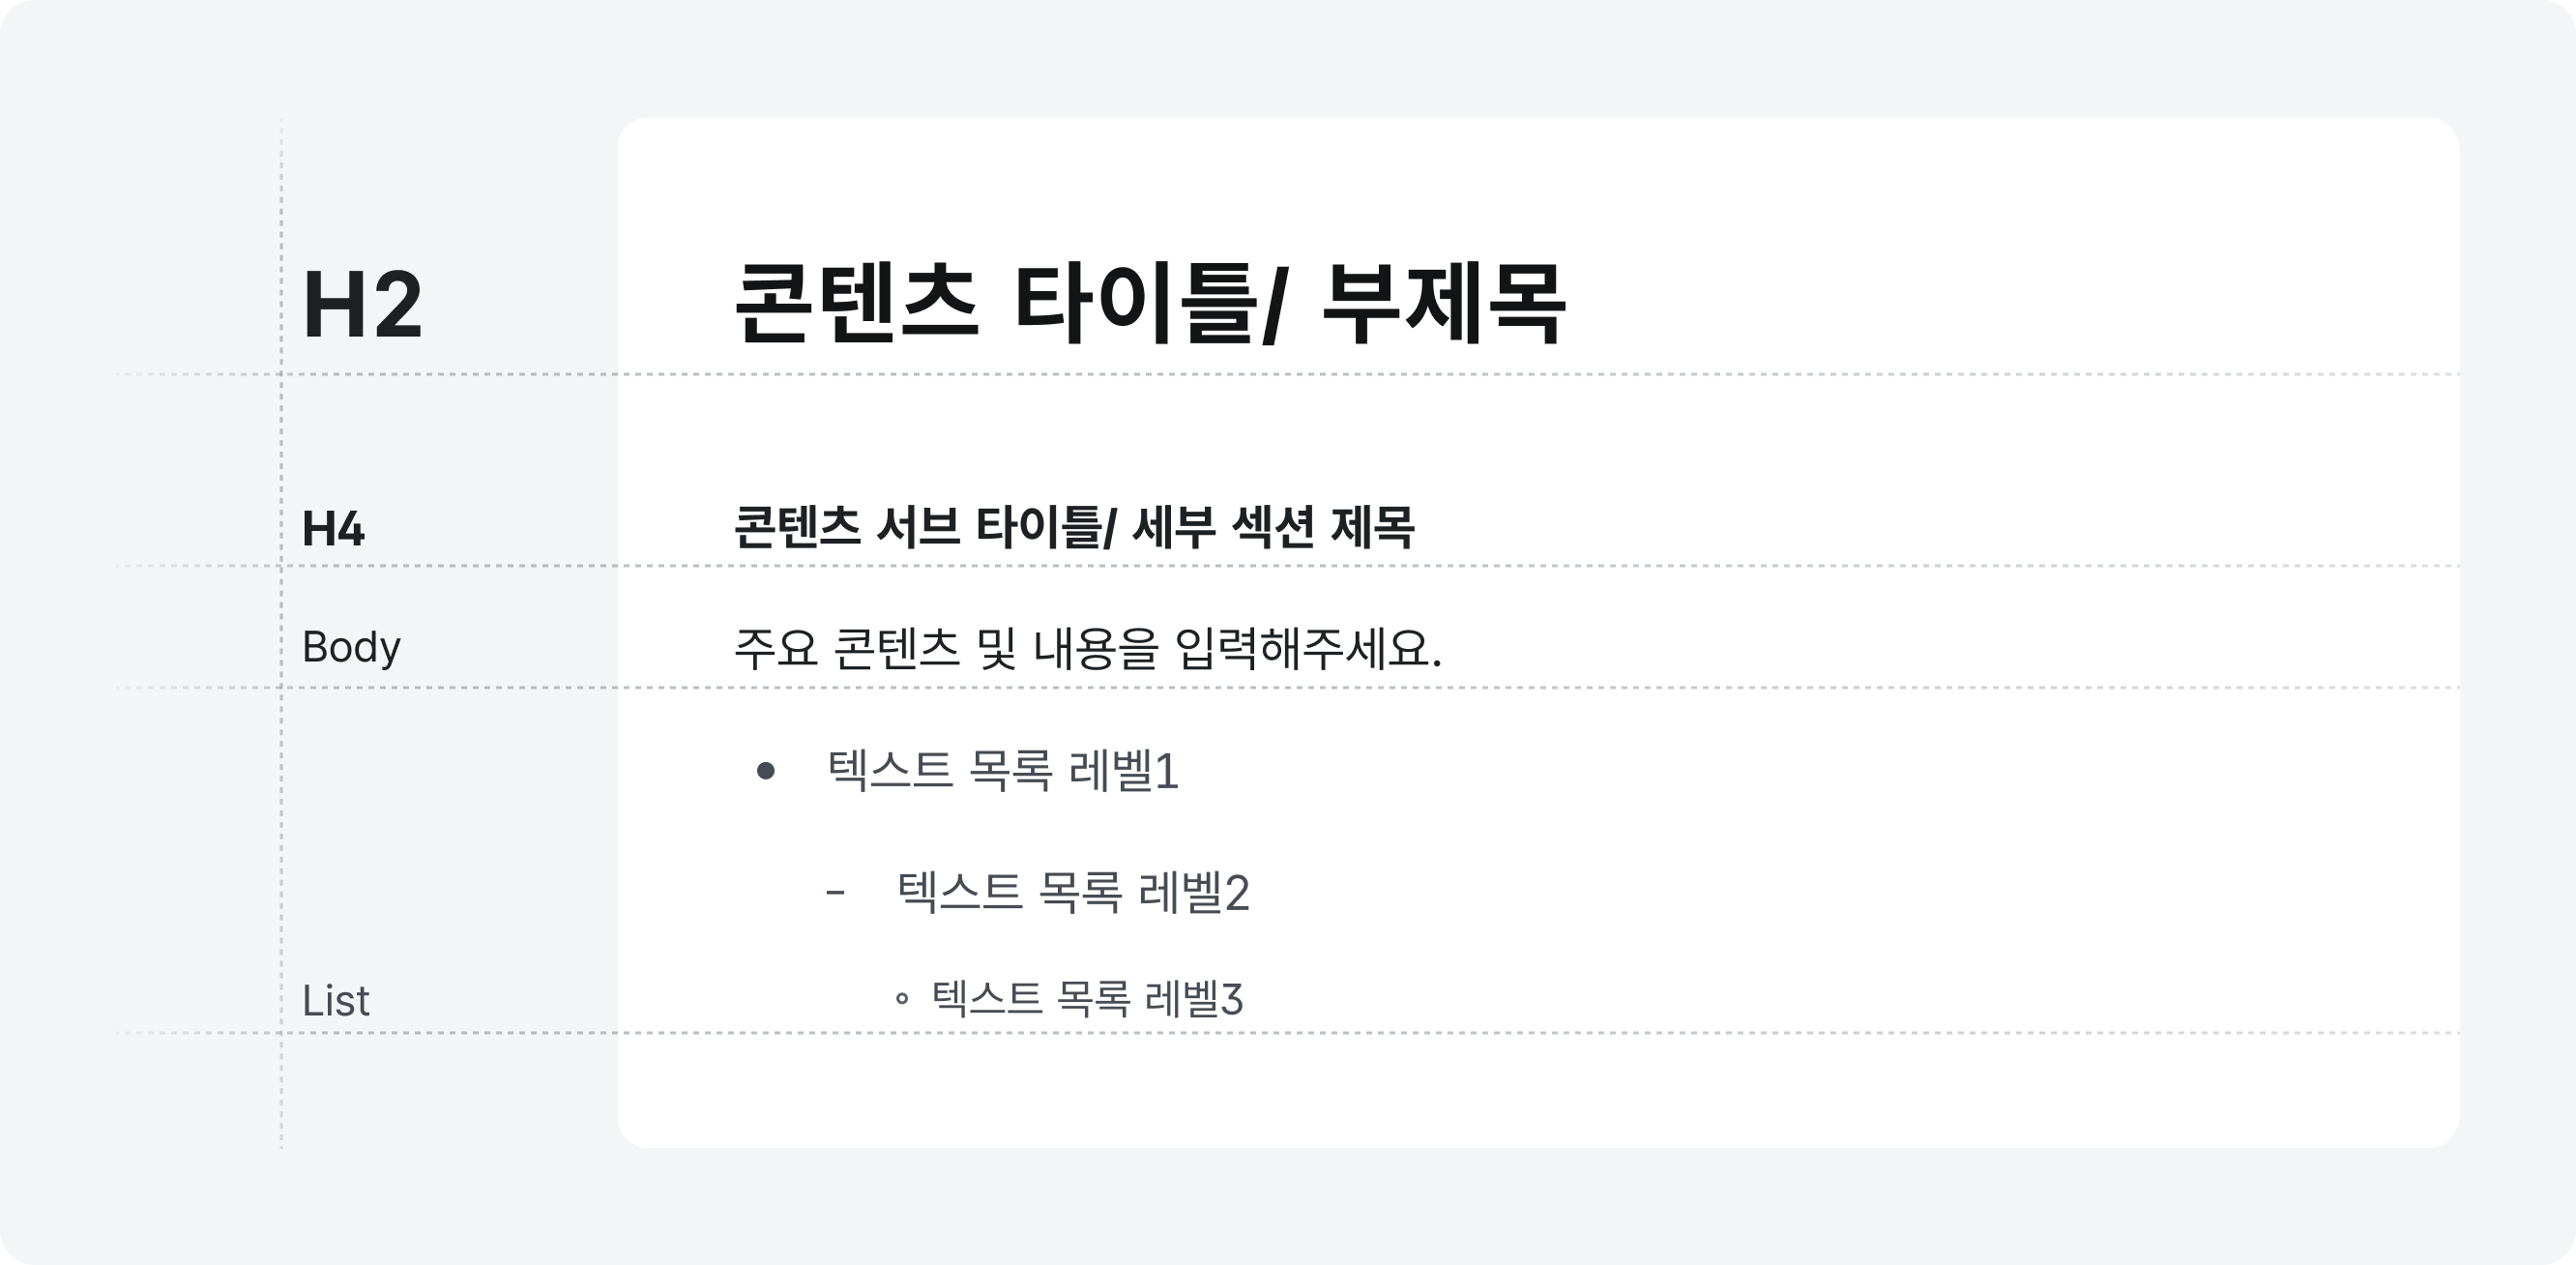 H2 콘텐츠 타이틀/ 부제목
H4 콘텐츠 서브 타이틀/ 세부 섹션 제목
Body 주요 콘텐츠 및 내용을 입력해주세요.
• 텍스트 목록 레벨1
- 텍스트 목록 레벨2
List ◦ 텍스트 목록 레벨3